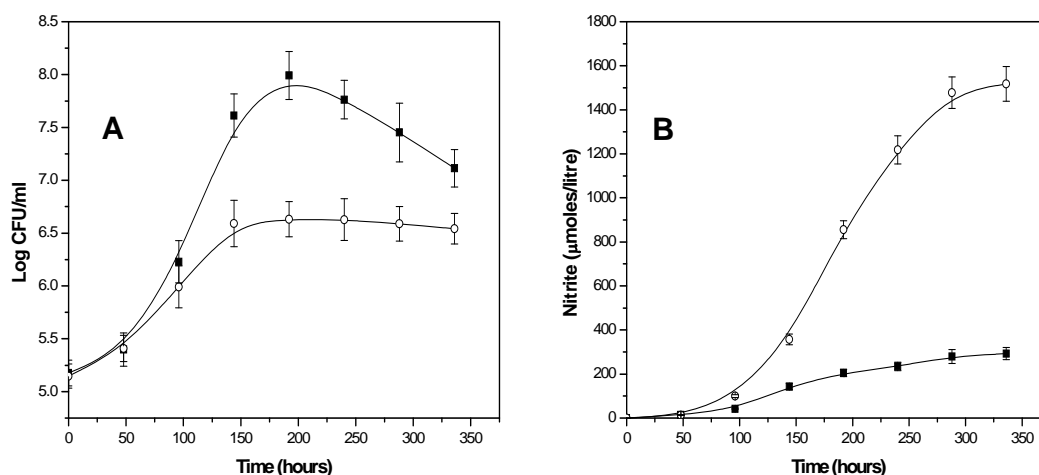 A
Log CFU/ml
8.5
8.0
7.5
7.0
6.5
6.0
5.5
5.0
0 50 100 150 200 250 300 350
Time (hours)
B
Nitrite (μmoles/litre)
1800
1600
1400
1200
1000
800
600
400
200
0
0 50 100 150 200 250 300 350
Time (hours)